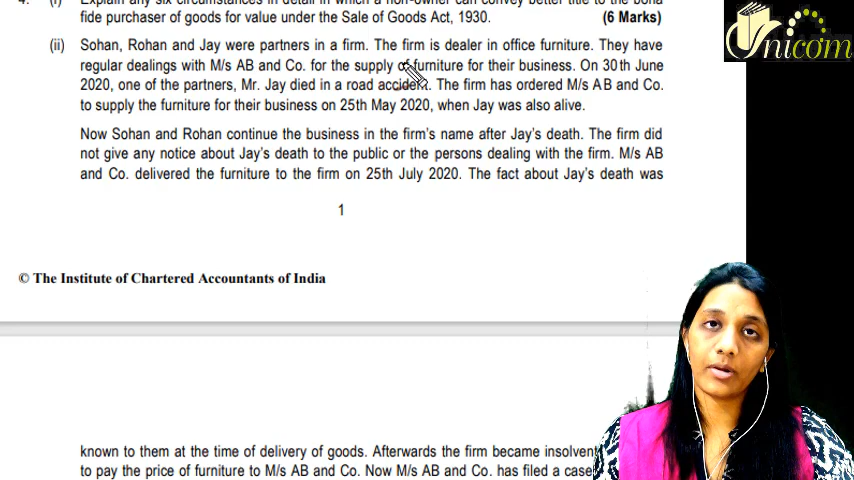 4. (i) Explain any six circumstances in detail in which a non-owner can convey better title to the bona
fide purchaser of goods for value under the Sale of Goods Act, 1930. (6 Marks)
(ii) Sohan, Rohan and Jay were partners in a firm. The firm is dealer in office furniture. They have
regular dealings with M/s AB and Co. for the supply of furniture for their business. On 30th June
2020, one of the partners, Mr. Jay died in a road accident. The firm has ordered M/s A B and Co.
to supply the furniture for their business on 25th May 2020, when Jay was also alive.
Now Sohan and Rohan continue the business in the firm's name after Jay's death. The firm did
not give any notice about Jay's death to the public or the persons dealing with the firm. M/s AB
and Co. delivered the furniture to the firm on 25th July 2020. The fact about Jay's death was
1
© The Institute of Chartered Accountants of India
known to them at the time of delivery of goods. Afterwards the firm became insolvent
to pay the price of furniture to M/s AB and Co. Now M/s AB and Co. has filed a case
Unicom